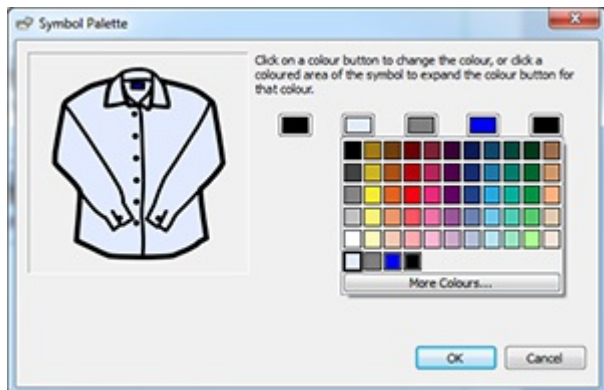 Symbol Palette
Click on a colour button to change the colour, or click a
coloured area of the symbol to expand the colour button for
that colour.
More Colours...
OK
Cancel